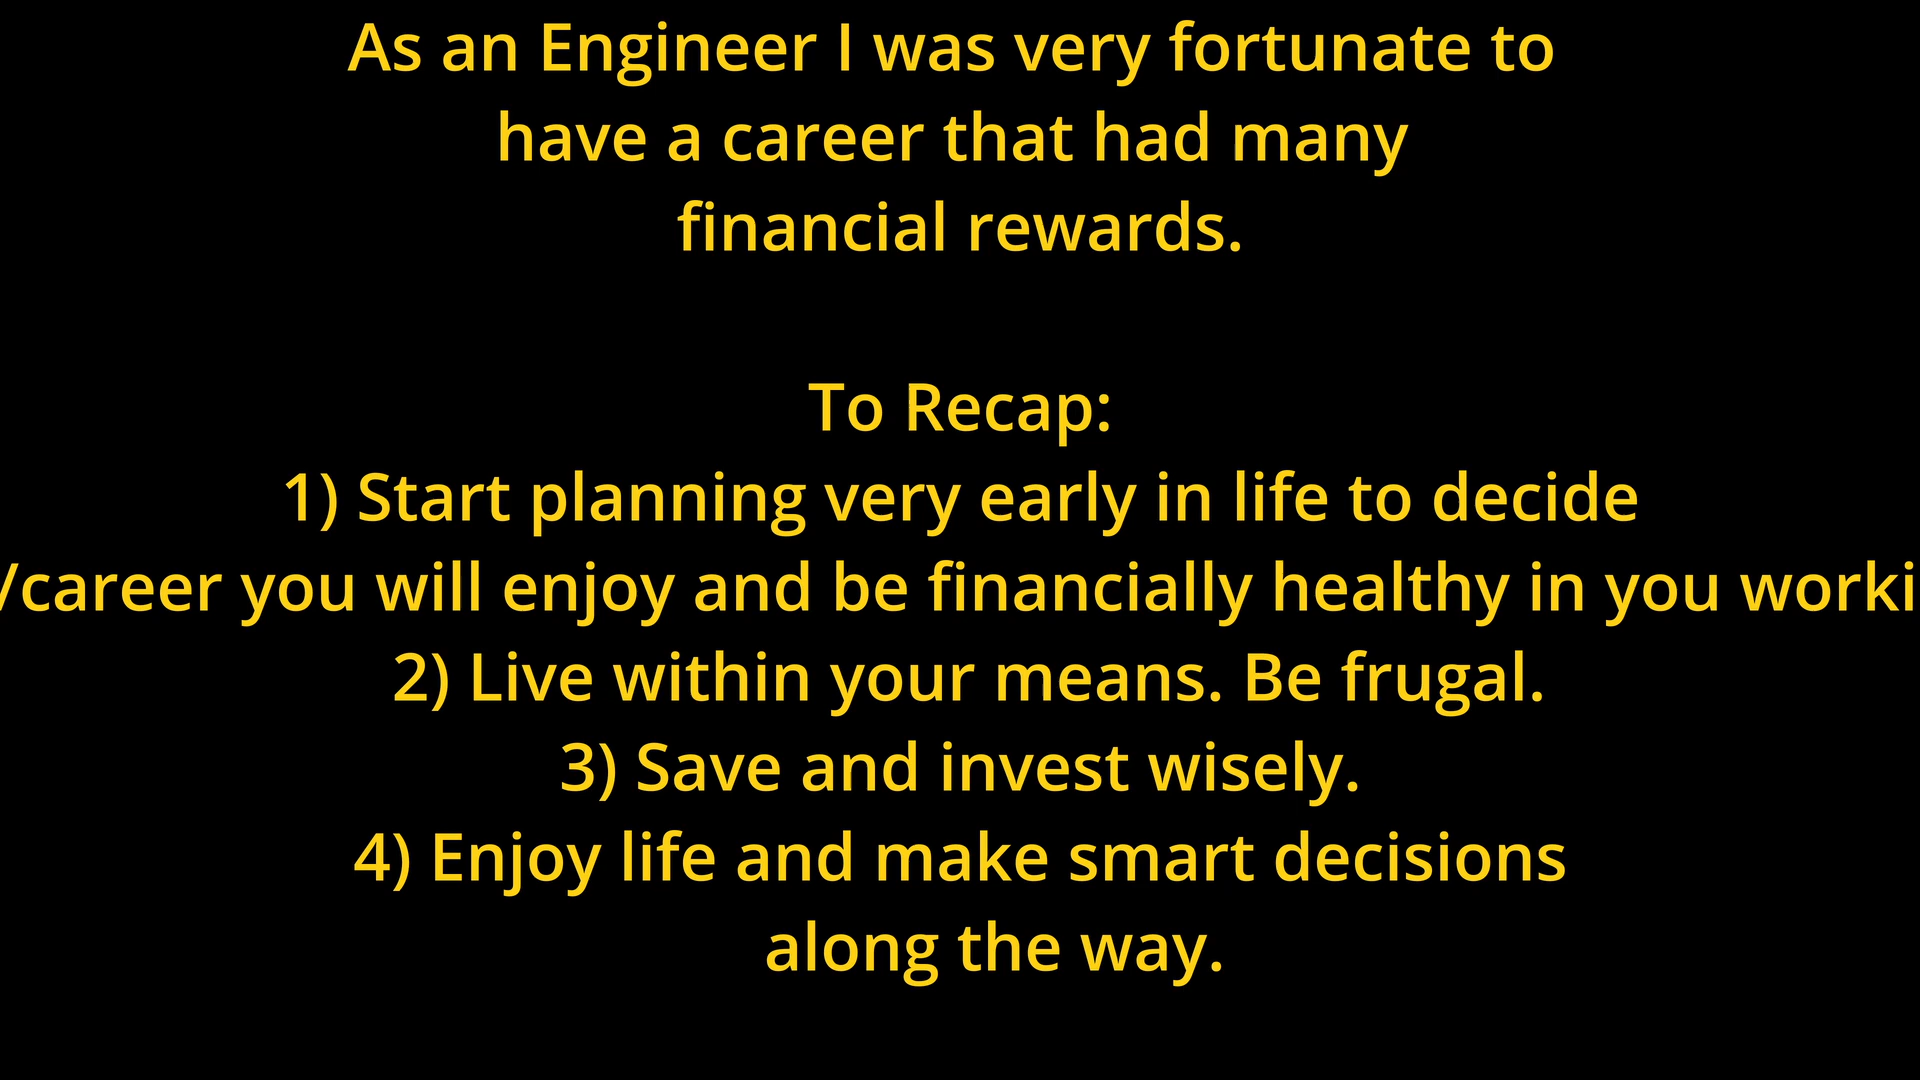 As an Engineer I was very fortunate to
have a career that had many
financial rewards.
To Recap:
1) Start planning very early in life to decide
/career you will enjoy and be financially healthy in you worki
2) Live within your means. Be frugal.
3) Save and invest wisely.
4) Enjoy life and make smart decisions
along the way.